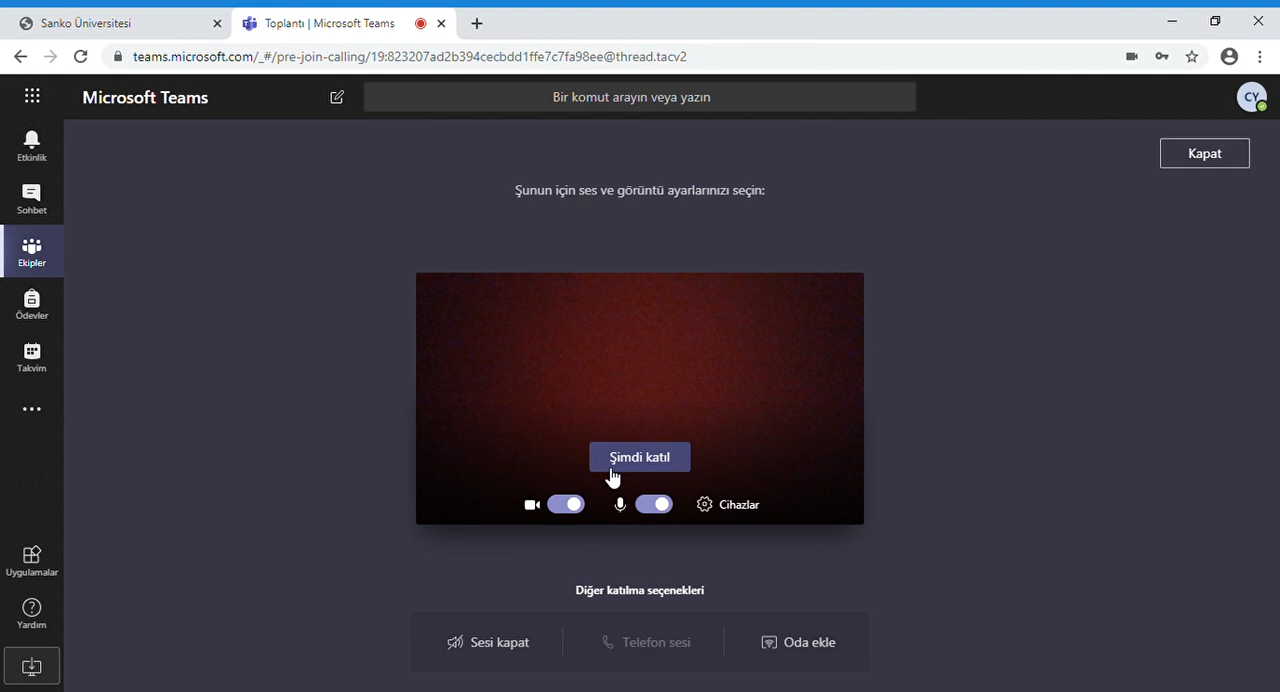 Sanko Üniversitesi
Toplantı | Microsoft Teams
teams.microsoft.com/_#/pre-join-calling/19:823207ad2b394cecbdd1ffe7c7fa98ee@thread.tacv2
Microsoft Teams
Bir komut arayın veya yazın
CY
Etkinlik
Sohbet
Ekipler
Ödevler
Takvim
Uygulamalar
Yardım
Kapat
Şunun için ses ve görüntü ayarlarınızı seçin:
Şimdi katıl
Cihazlar
Diğer katılma seçenekleri
Sesi kapat
Telefon sesi
Oda ekle